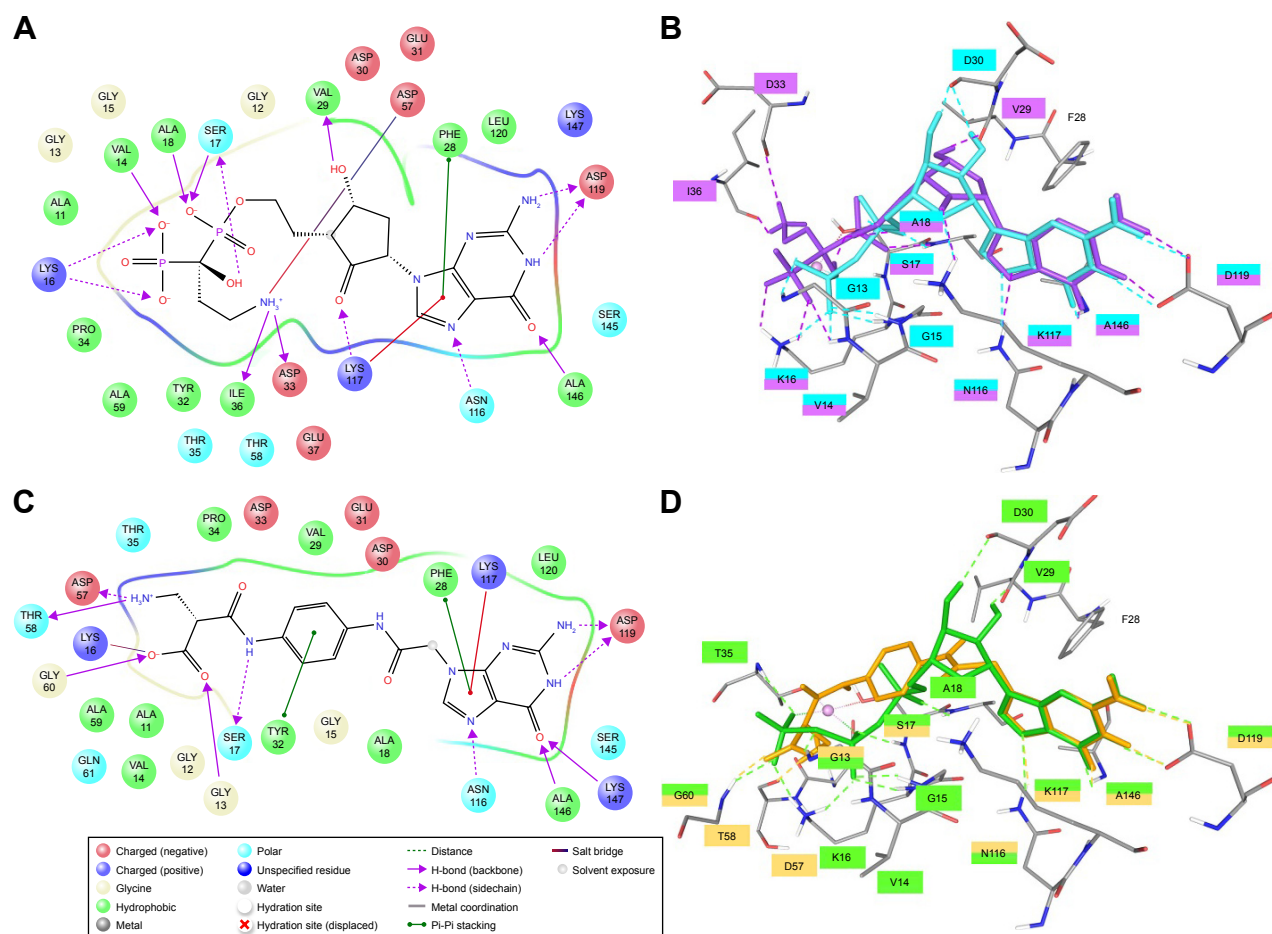 A
GLU
31
ASP
30
ASP
57
GLY
15
GLY
12
VAL
29
ALA
18
SER
17
LYS
147
LEU
120
PHE
28
GLY
13
VAL
14
HO
ASP
119
NH₂
ALA
11
O⁻
O
O
P
O
N
N
NH
O
P
OH
O
N
LYS
16
O⁻
NH₃⁺
N
O
SER
145
PRO
34
ASP
33
LYS
117
ALA
59
TYR
32
ILE
36
ASN
116
ALA
146
THR
35
THR
58
GLU
37
B
D30
D33
V29
F28
I36
A18
S17
D119
G13
G15
K117
A146
K16
N116
V14
C
THR
35
PRO
34
ASP
33
VAL
29
GLU
31
ASP
30
LEU
120
PHE
28
LYS
117
ASP
57
H₃N⁺
O
THR
58
H
N
NH₂
ASP
119
LYS
16
O⁻
N
H
O
N
N
NH
GLY
60
O
N
O
ALA
59
ALA
11
SER
17
TYR
32
GLY
15
ALA
18
SER
145
GLN
61
VAL
14
GLY
12
GLY
13
ASN
116
ALA
146
LYS
147
Charged (negative)
Charged (positive)
Glycine
Hydrophobic
Metal
Polar
Unspecified residue
Water
Hydration site
Hydration site (displaced)
Distance
H-bond (backbone)
H-bond (sidechain)
Metal coordination
Pi-Pi stacking
Salt bridge
Solvent exposure
D
D30
V29
F28
T35
A18
S17
D119
G13
G60
G15
K117
A146
T58
D57
K16
N116
V14